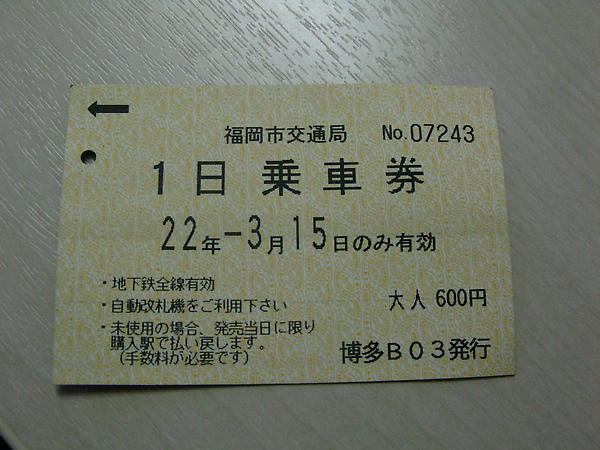 福岡市交通局 No.07243
1日乗車券
22年-3月15日のみ有効
・地下鉄全線有効
・自動改札機をご利用下さい
大人 600円
・未使用の場合、発売当日に限り
購入駅で払い戻します。
(手数料が必要です)
博多B03発行